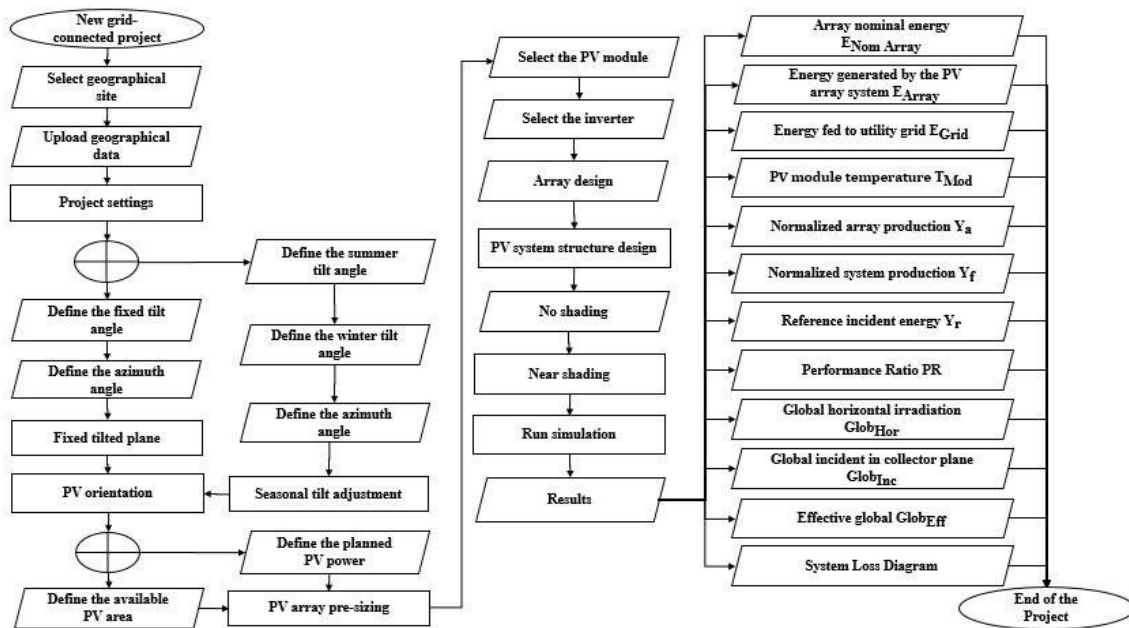 New grid-
connected project
Select geographical
site
Upload geographical
data
Project settings
Define the fixed tilt
angle
Define the azimuth
angle
Fixed tilted plane
PV orientation
Define the available
PV area
Define the summer
tilt angle
Define the winter tilt
angle
Define the azimuth
angle
Seasonal tilt adjustment
Define the planned
PV power
PV array pre-sizing
Select the PV module
Select the inverter
Array design
PV system structure design
No shading
Near shading
Run simulation
Results
Array nominal energy
ENom Array
Energy generated by the PV
array system EArray
Energy fed to utility grid EGrid
PV module temperature TMod
Normalized array production Ya
Normalized system production Yf
Reference incident energy Yr
Performance Ratio PR
Global horizontal irradiation
GlobHor
Global incident in collector plane
GlobInc
Effective global GlobEff
System Loss Diagram
End of the
Project